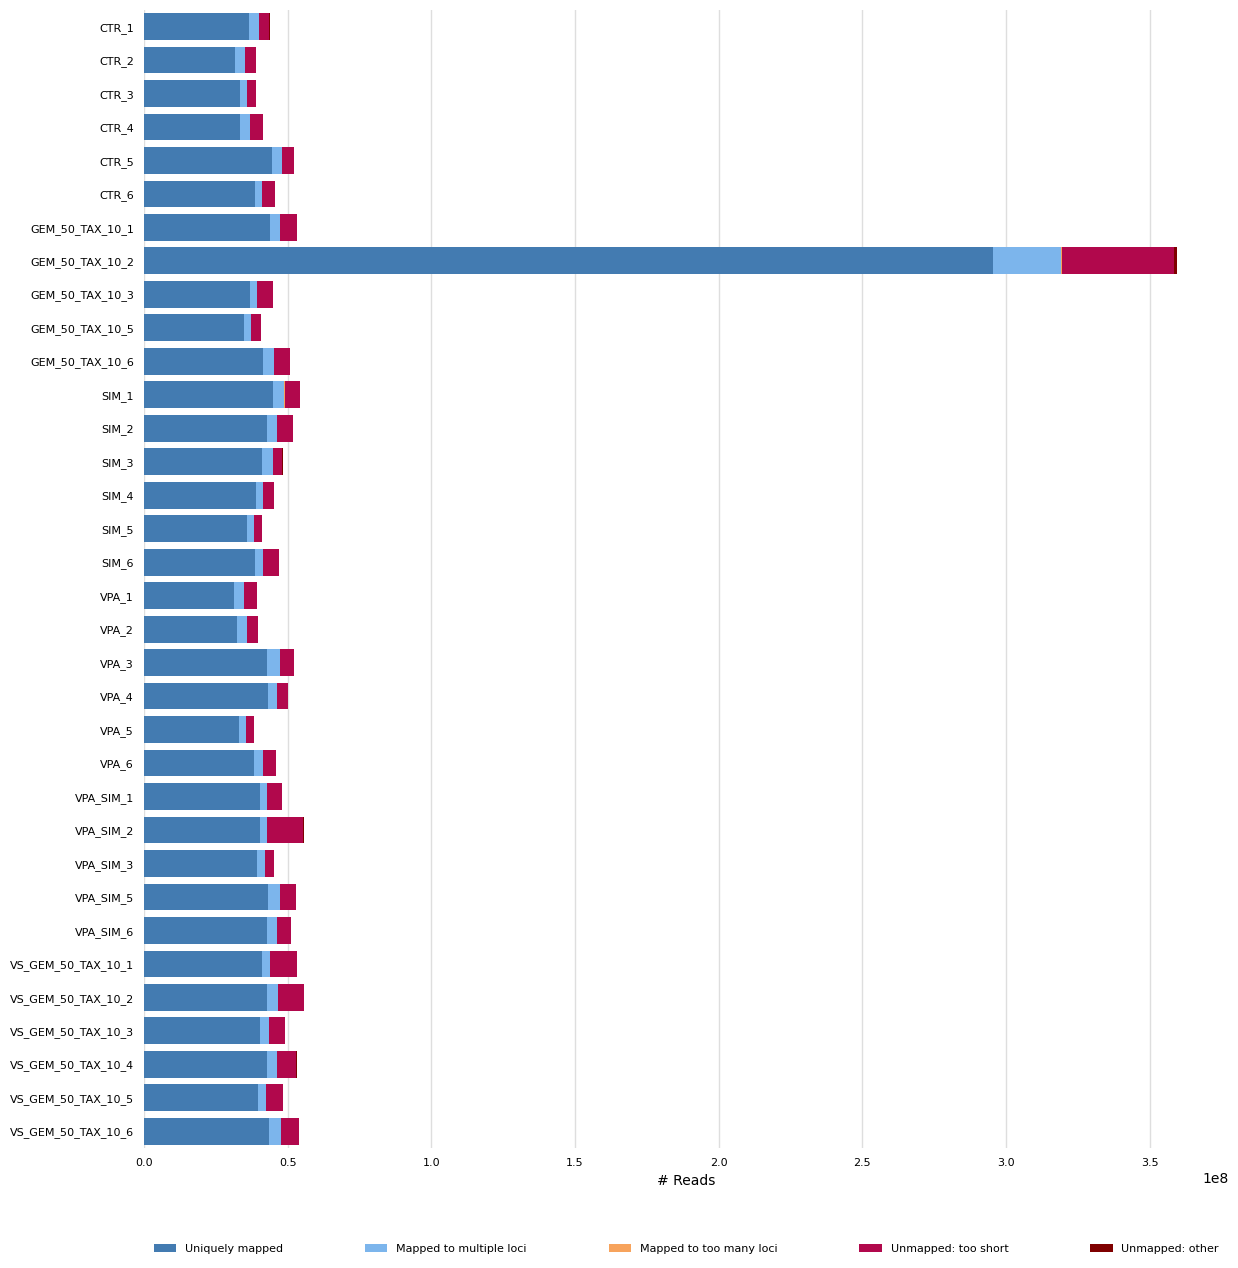 CTR_1
CTR_2
CTR_3
CTR_4
CTR_5
CTR_6
GEM_50_TAX_10_1
GEM_50_TAX_10_2
GEM_50_TAX_10_3
GEM_50_TAX_10_5
GEM_50_TAX_10_6
SIM_1
SIM_2
SIM_3
SIM_4
SIM_5
SIM_6
VPA_1
VPA_2
VPA_3
VPA_4
VPA_5
VPA_6
VPA_SIM_1
VPA_SIM_2
VPA_SIM_3
VPA_SIM_5
VPA_SIM_6
VS_GEM_50_TAX_10_1
VS_GEM_50_TAX_10_2
VS_GEM_50_TAX_10_3
VS_GEM_50_TAX_10_4
VS_GEM_50_TAX_10_5
VS_GEM_50_TAX_10_6
0.0 0.5 1.0 1.5 2.0 2.5 3.0 3.5
# Reads
1e8
Uniquely mapped Mapped to multiple loci Mapped to too many loci Unmapped: too short Unmapped: other